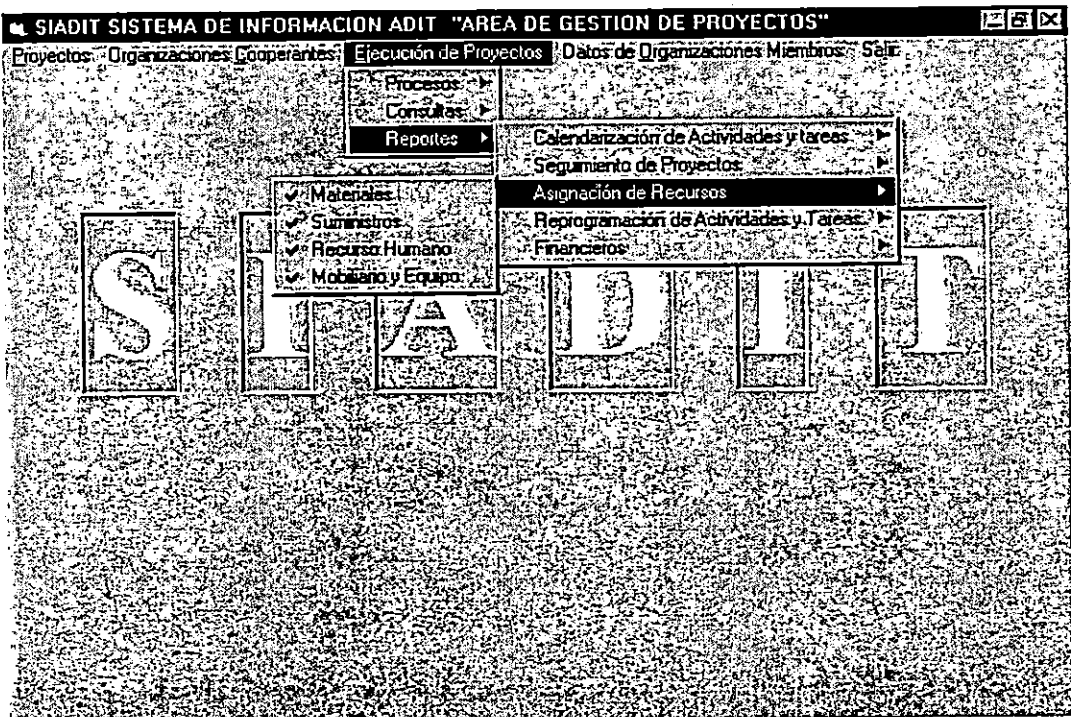 SIADIT SISTEMA DE INFORMACION ADIT "AREA DE GESTION DE PROYECTOS"
Proyectos Organizaciones Cooperantes Ejecución de Proyectos Datos de Organizaciones Miembros Salir
Procesos
Consultas
Reportes
Calendarización de Actividades y tareas
Seguimiento de Proyectos
Asignación de Recursos
Reprogramación de Actividades y Tareas
Financieros
Materiales
Suministros
Recurso Humano
Mobiliario y Equipo
S I A D I T